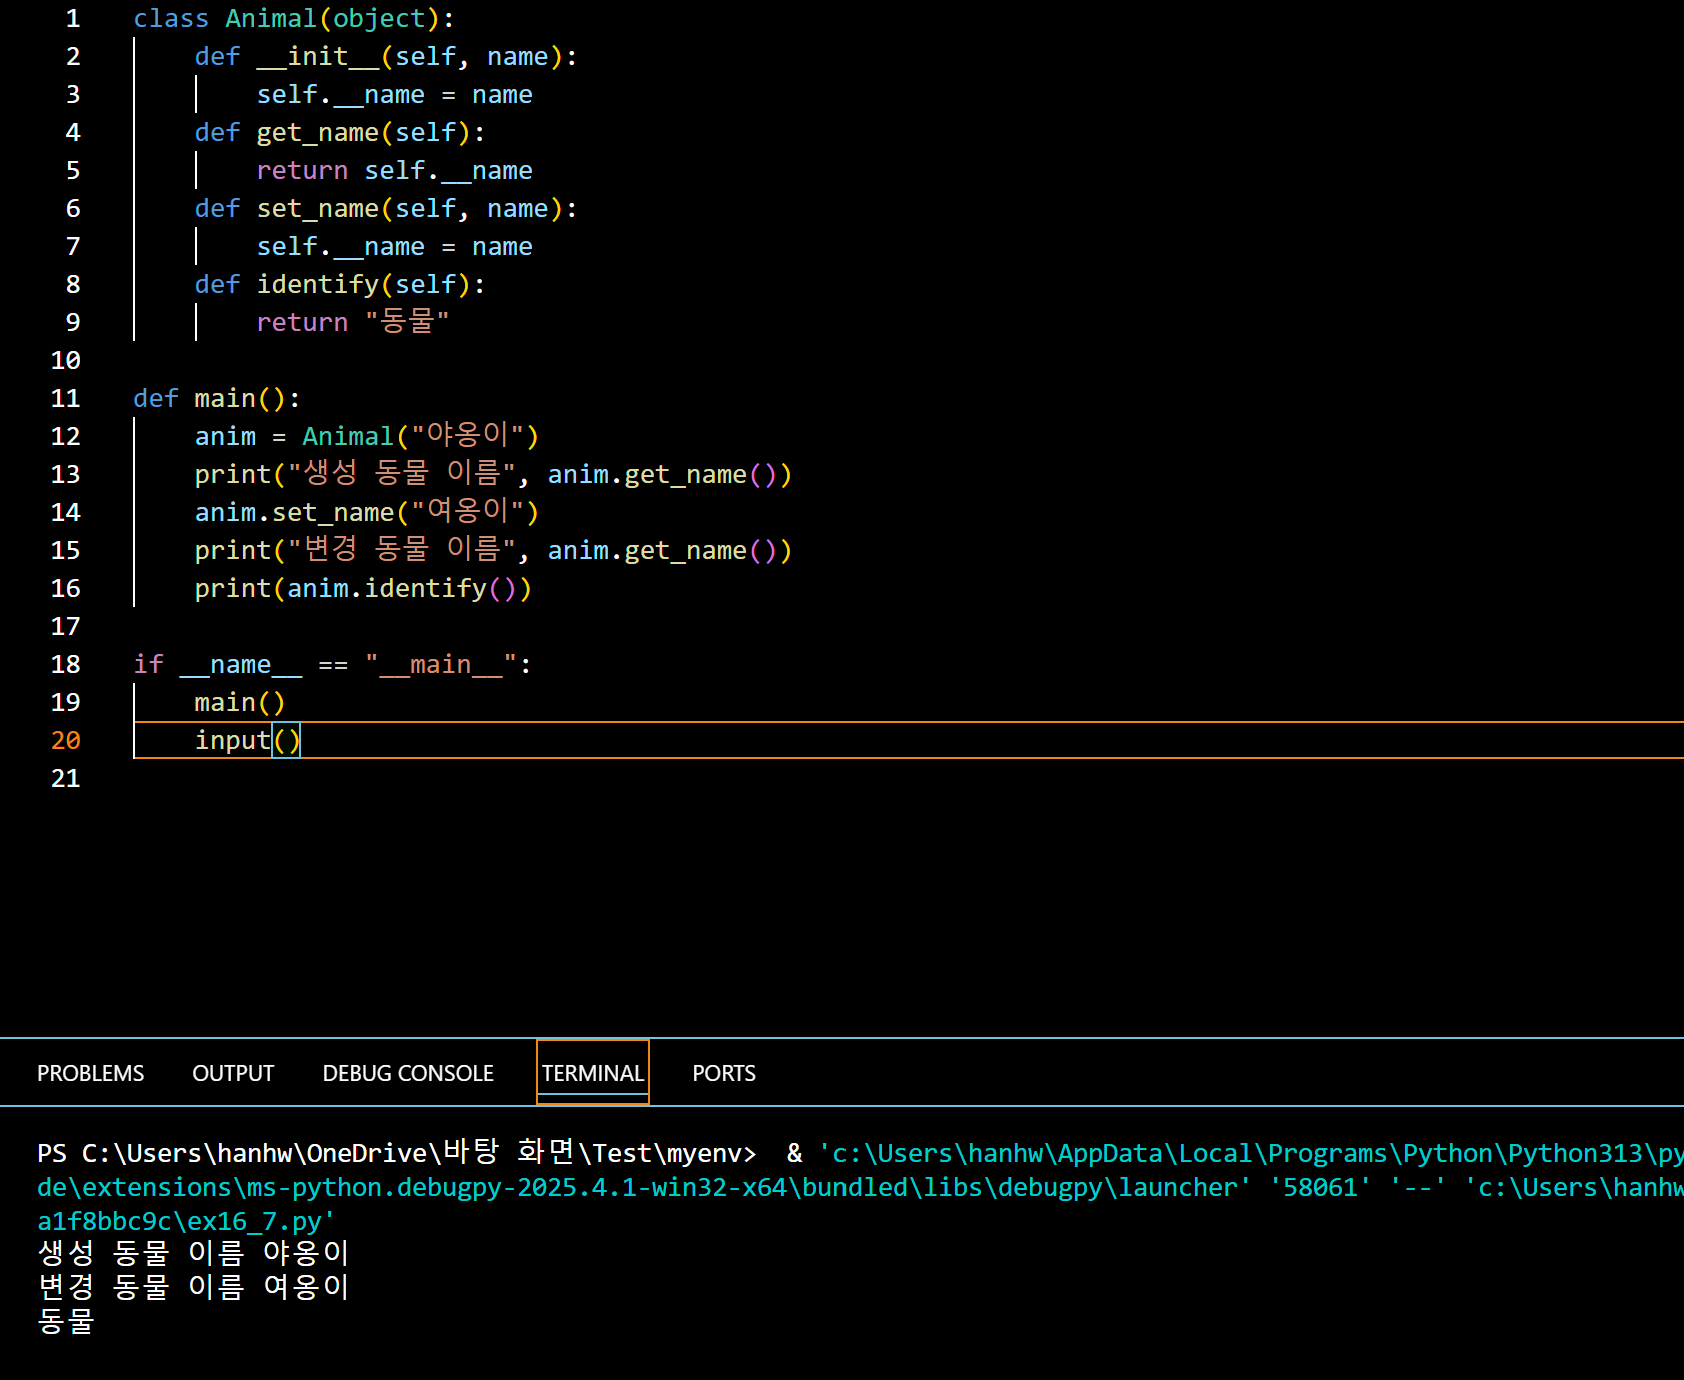 1 class Animal(object):
2     def __init__(self, name):
3         self.__name = name
4     def get_name(self):
5         return self.__name
6     def set_name(self, name):
7         self.__name = name
8     def identify(self):
9         return "동물"
10
11 def main():
12     anim = Animal("야옹이")
13     print("생성 동물 이름", anim.get_name())
14     anim.set_name("여옹이")
15     print("변경 동물 이름", anim.get_name())
16     print(anim.identify())
17
18 if __name__ == "__main__":
19     main()
20     input()
21
PROBLEMS OUTPUT DEBUG CONSOLE TERMINAL PORTS
PS C:\Users\hanhw\OneDrive\바탕 화면\Test\myenv>  & 'c:\Users\hanhw\AppData\Local\Programs\Python\Python313\py
de\extensions\ms-python.debugpy-2025.4.1-win32-x64\bundled\libs\debugpy\launcher' '58061' '--' 'c:\Users\hanhw
a1f8bbc9c\ex16_7.py'
생성 동물 이름 야옹이
변경 동물 이름 여옹이
동물